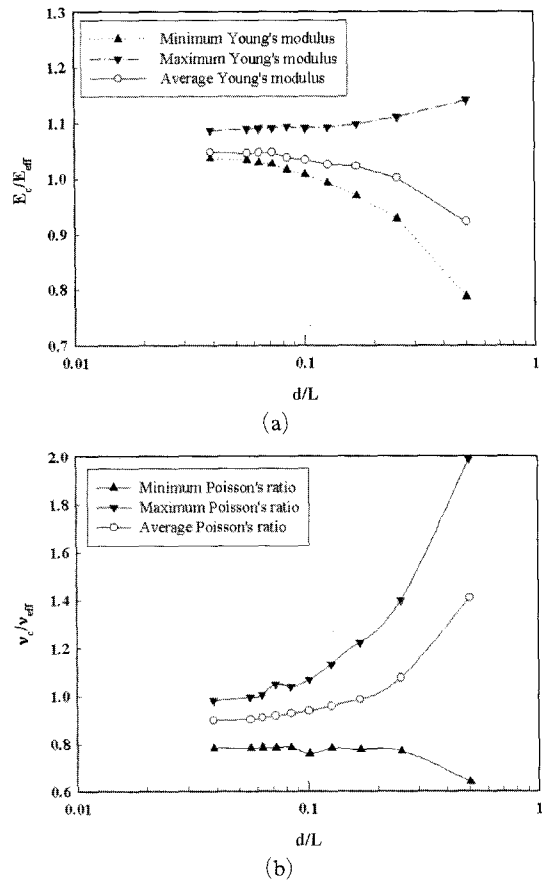 1.3
Minimum Young's modulus
Maximum Young's modulus
Average Young's modulus
1.2
1.1
1.0
0.9
0.8
0.7
E_c/E_eff
0.01
0.1
1
d/L
(a)
2.0
Minimum Poisson's ratio
Maximum Poisson's ratio
Average Poisson's ratio
1.8
1.6
1.4
1.2
1.0
0.8
0.6
ν_c/ν_eff
0.01
0.1
1
d/L
(b)